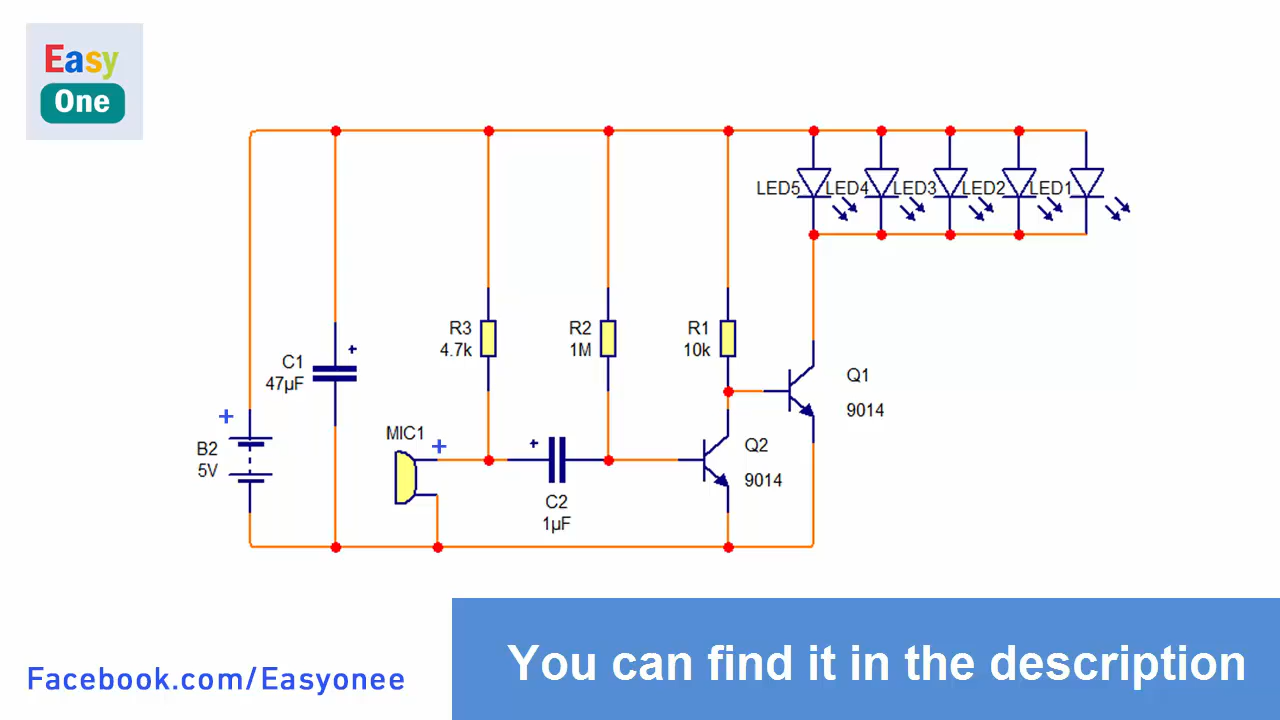 Easy
One
LED5
LED4
LED3
LED2
LED1
R3
4.7k
R2
1M
R1
10k
+
C1
47µF
Q1
9014
+
B2
5V
MIC1
+
+
C2
1µF
Q2
9014
You can find it in the description
Facebook.com/Easyonee